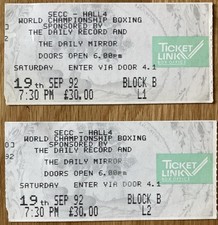 SECC - HALL4
WORLD CHAMPIONSHIP BOXING
SPONSORED BY
THE DAILY RECORD AND
THE DAILY MIRROR
DOORS OPEN 6.00pm
SATURDAY ENTER VIA DOOR 4.1
19th SEP 92 BLOCK B
7:30 PM £30.00 L1
TICKET
LINK
SECC - HALL4
WORLD CHAMPIONSHIP BOXING
SPONSORED BY
THE DAILY RECORD AND
THE DAILY MIRROR
DOORS OPEN 6.00pm
SATURDAY ENTER VIA DOOR 4.1
19th SEP 92 BLOCK B
7:30 PM £30.00 L2
TICKET
LINK